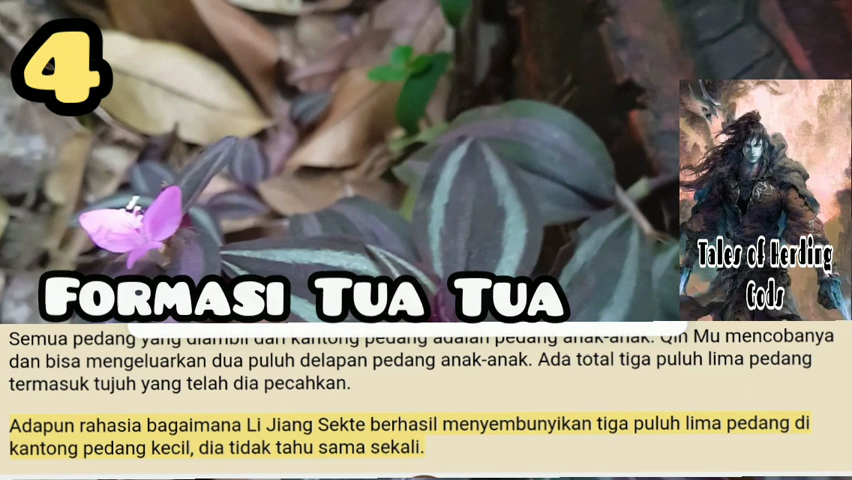 4
Tales of Herding
Gods
Formasi Tua Tua
Semua pedang yang diambil dari kantong pedang adalah pedang anak-anak. Qin Mu mencobanya
dan bisa mengeluarkan dua puluh delapan pedang anak-anak. Ada total tiga puluh lima pedang
termasuk tujuh yang telah dia pecahkan.
Adapun rahasia bagaimana Li Jiang Sekte berhasil menyembunyikan tiga puluh lima pedang di
kantong pedang kecil, dia tidak tahu sama sekali.